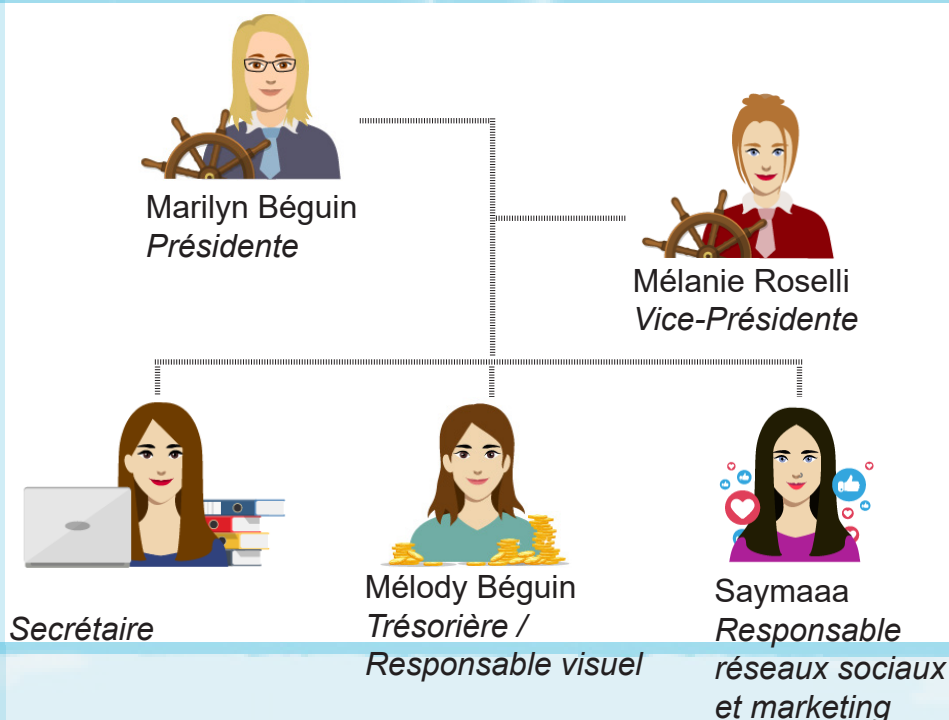 Marilyn Béguin
Présidente
Mélanie Roselli
Vice-Présidente
Secrétaire
Mélody Béguin
Trésorière /
Responsable visuel
Saymaaa
Responsable
réseaux sociaux
et marketing